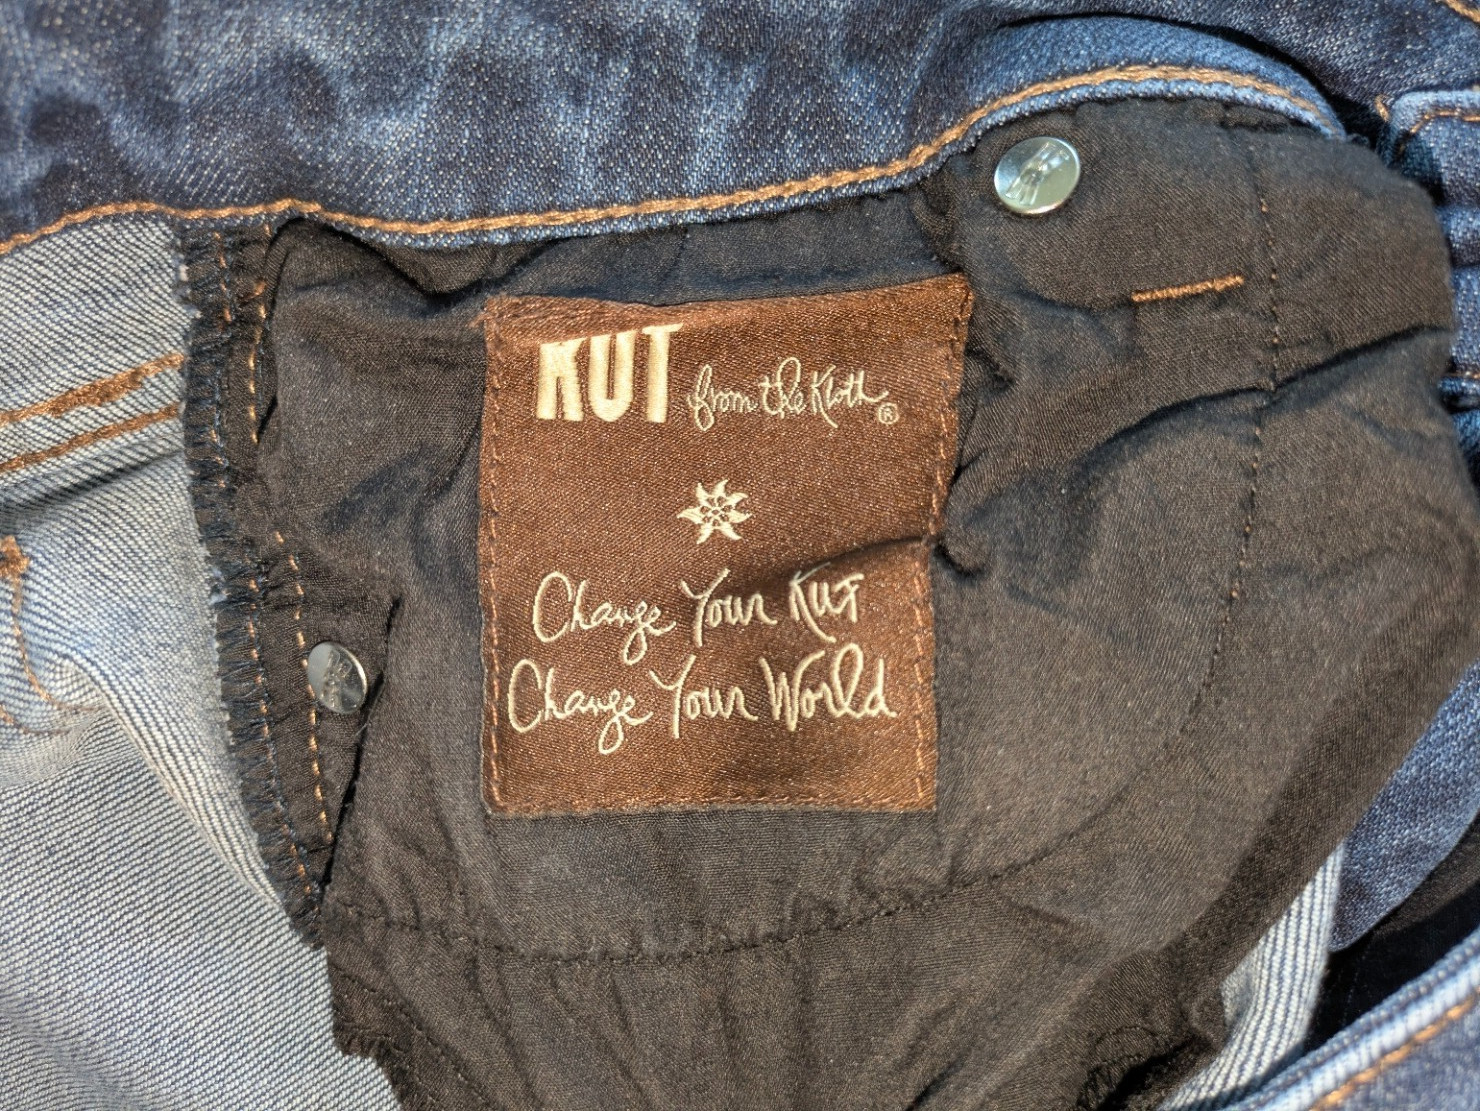 KUT from the Kloth ®
Change Your KUT
Change Your World